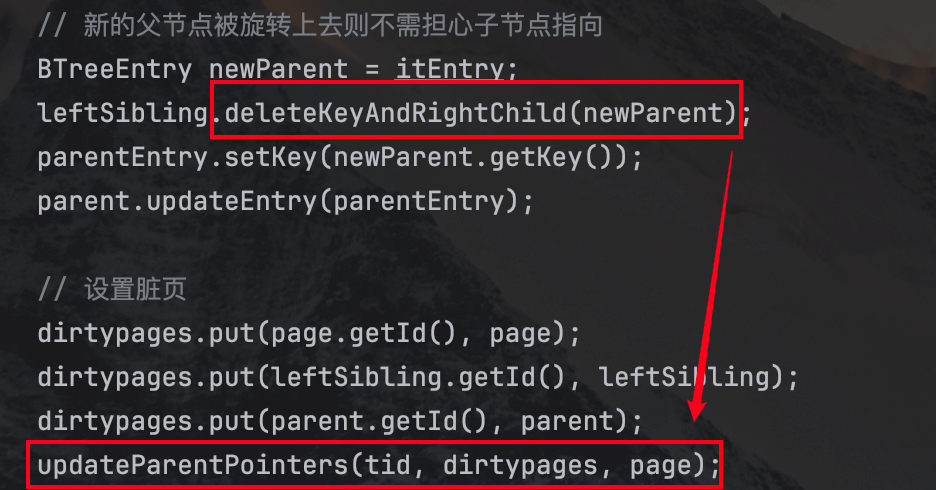 // 新的父节点被旋转上去则不需担心子节点指向
BTreeEntry newParent = itEntry;
leftSibling.deleteKeyAndRightChild(newParent);
parentEntry.setKey(newParent.getKey());
parent.updateEntry(parentEntry);
// 设置脏页
dirtypages.put(page.getId(), page);
dirtypages.put(leftSibling.getId(), leftSibling);
dirtypages.put(parent.getId(), parent);
updateParentPointers(tid, dirtypages, page);